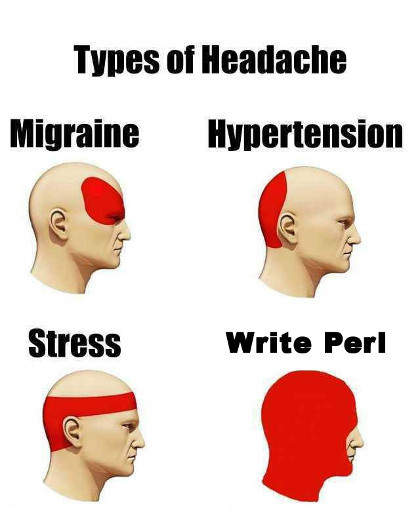 Types of Headache
Migraine
Hypertension
Stress
Write Perl